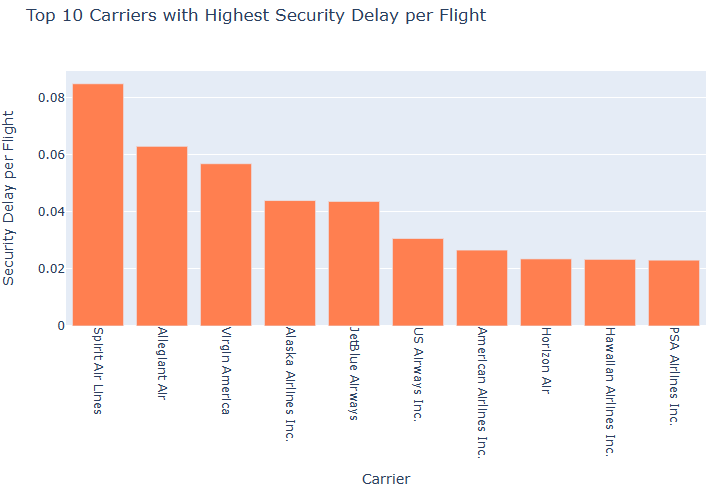 Top 10 Carriers with Highest Security Delay per Flight
Security Delay per Flight
0.08
0.06
0.04
0.02
0
Spirit Air Lines
Allegiant Air
Virgin America
Alaska Airlines Inc.
JetBlue Airways
US Airways Inc.
American Airlines Inc.
Horizon Air
Hawaiian Airlines Inc.
PSA Airlines Inc.
Carrier